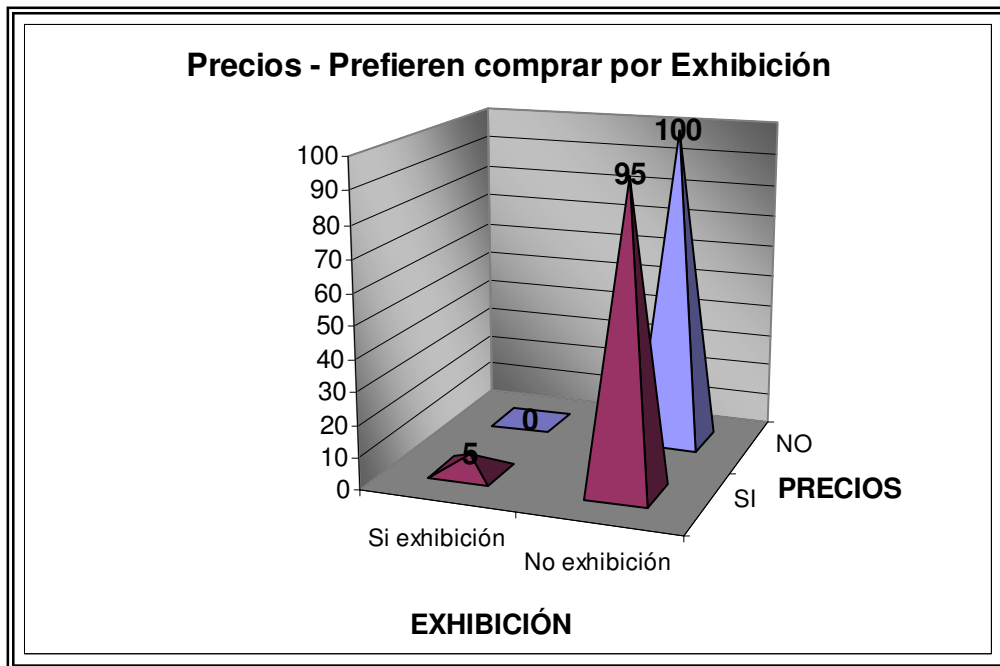 Precios - Prefieren comprar por Exhibición
100
95
100
90
80
70
60
50
40
30
20
10
0
0
5
NO
SI
PRECIOS
Si exhibición
No exhibición
EXHIBICIÓN